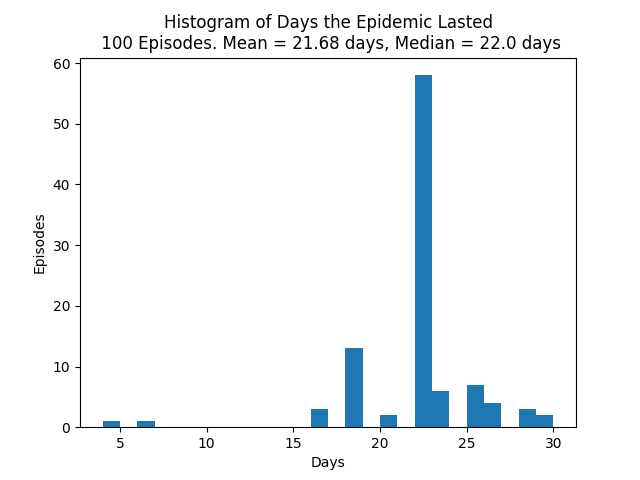 Histogram of Days the Epidemic Lasted
100 Episodes. Mean = 21.68 days, Median = 22.0 days
60
50
40
30
20
10
0
Episodes
5 10 15 20 25 30
Days